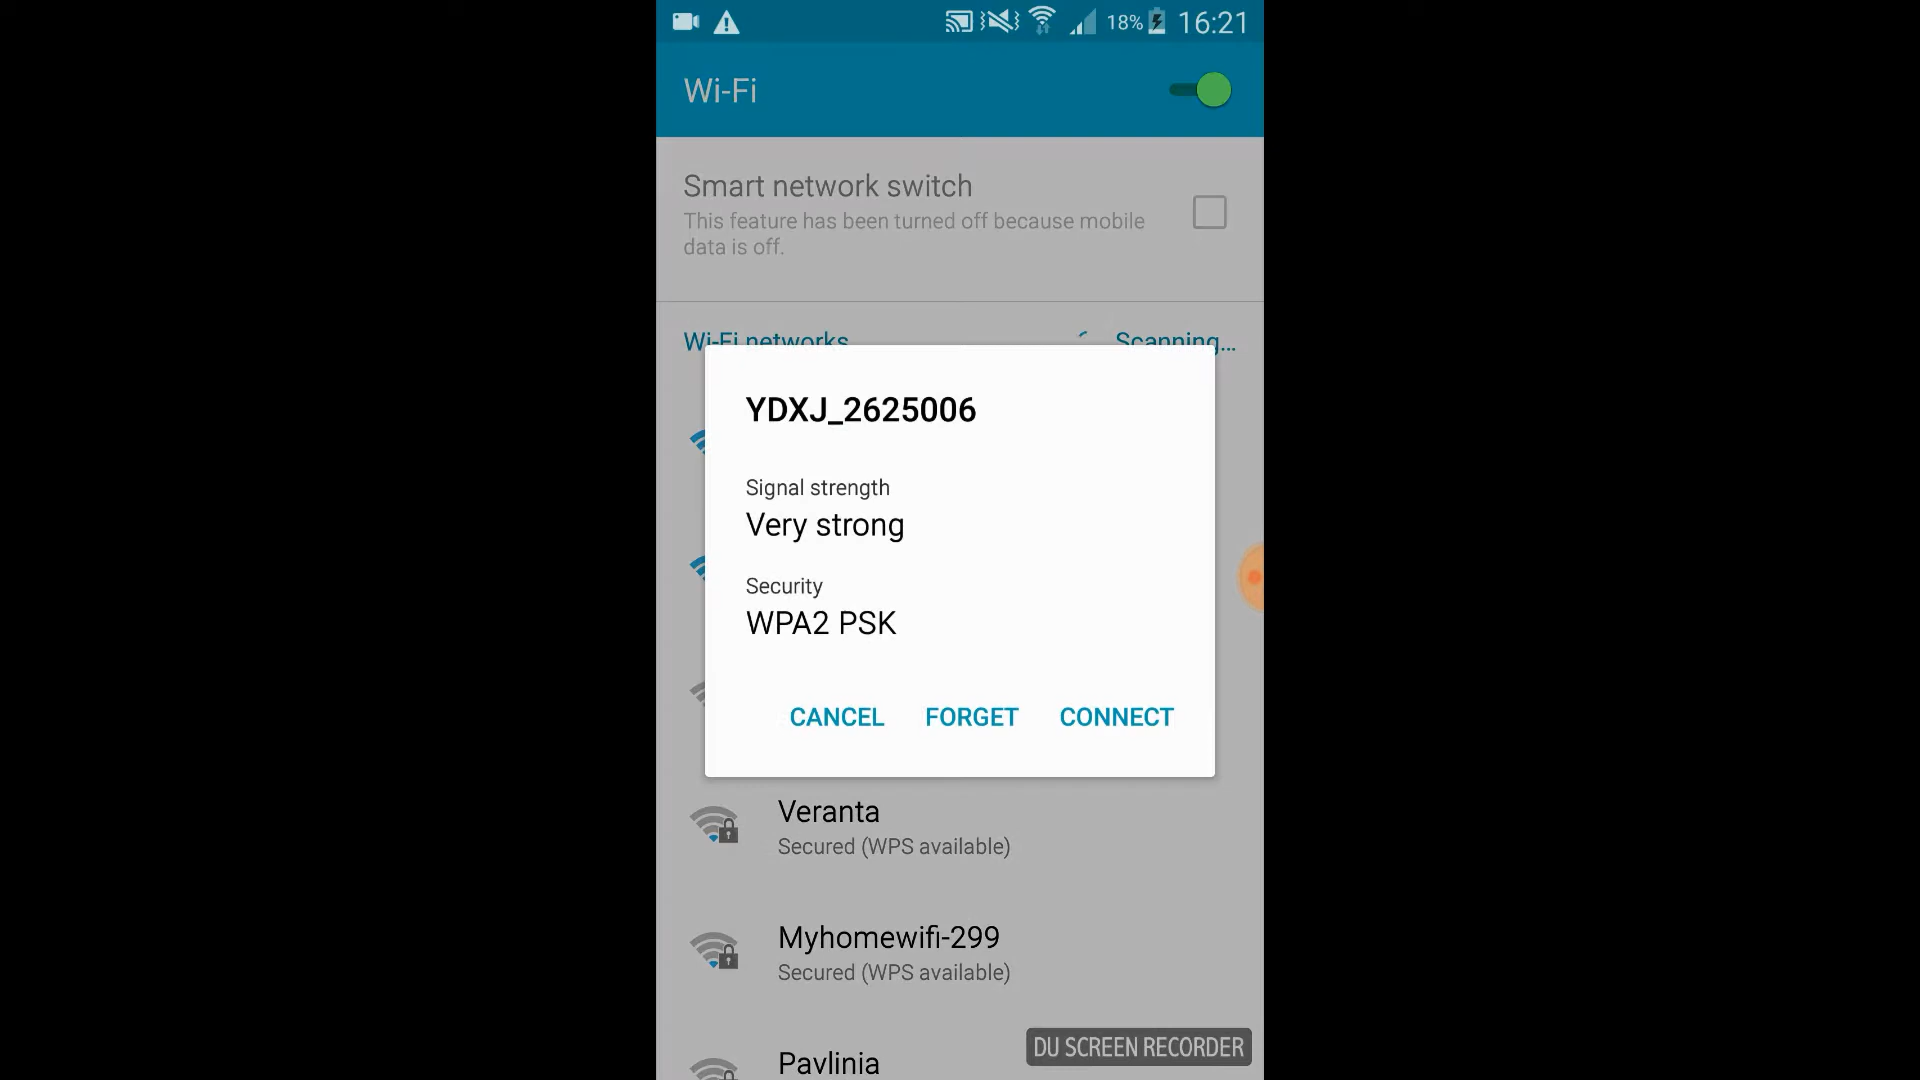 18% 16:21
Wi-Fi
Smart network switch
This feature has been turned off because mobile
data is off.
Wi-Fi networks Scanning...
YDXJ_2625006
Signal strength
Very strong
Security
WPA2 PSK
CANCEL FORGET CONNECT
Veranta
Secured (WPS available)
Myhomewifi-299
Secured (WPS available)
Pavlinia
DU SCREEN RECORDER